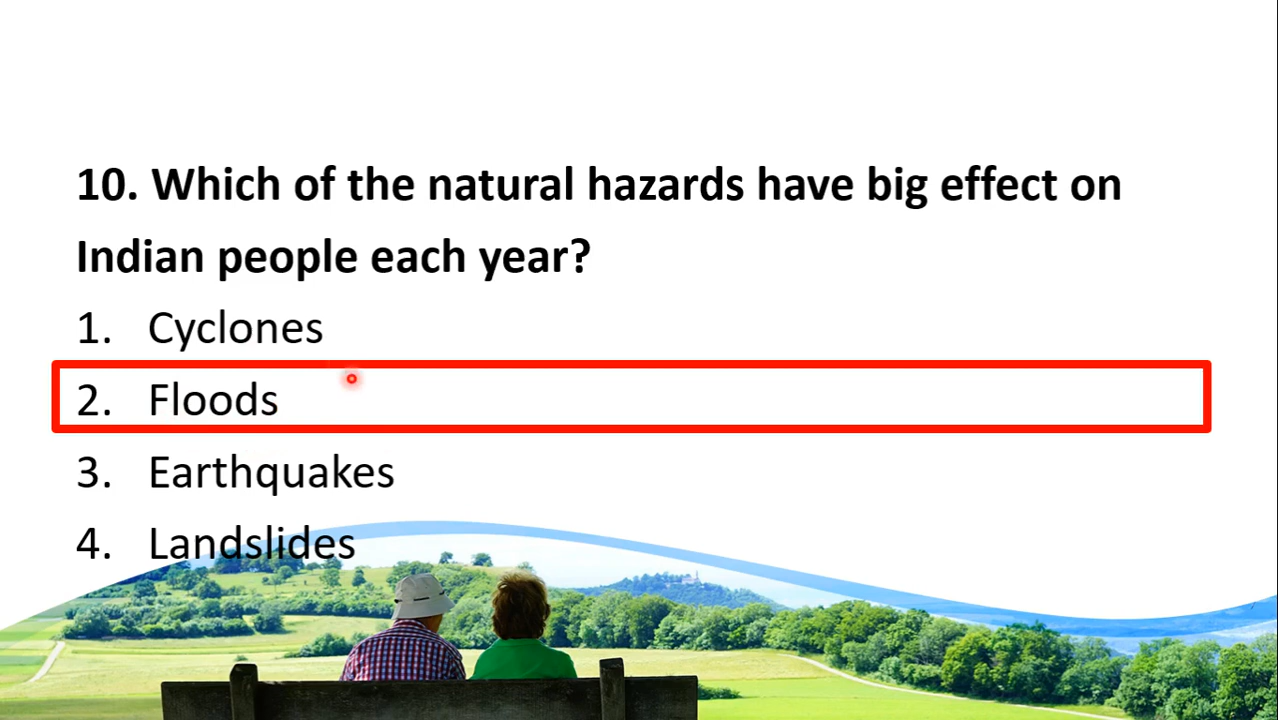 10. Which of the natural hazards have big effect on
Indian people each year?
1. Cyclones
2. Floods
3. Earthquakes
4. Landslides